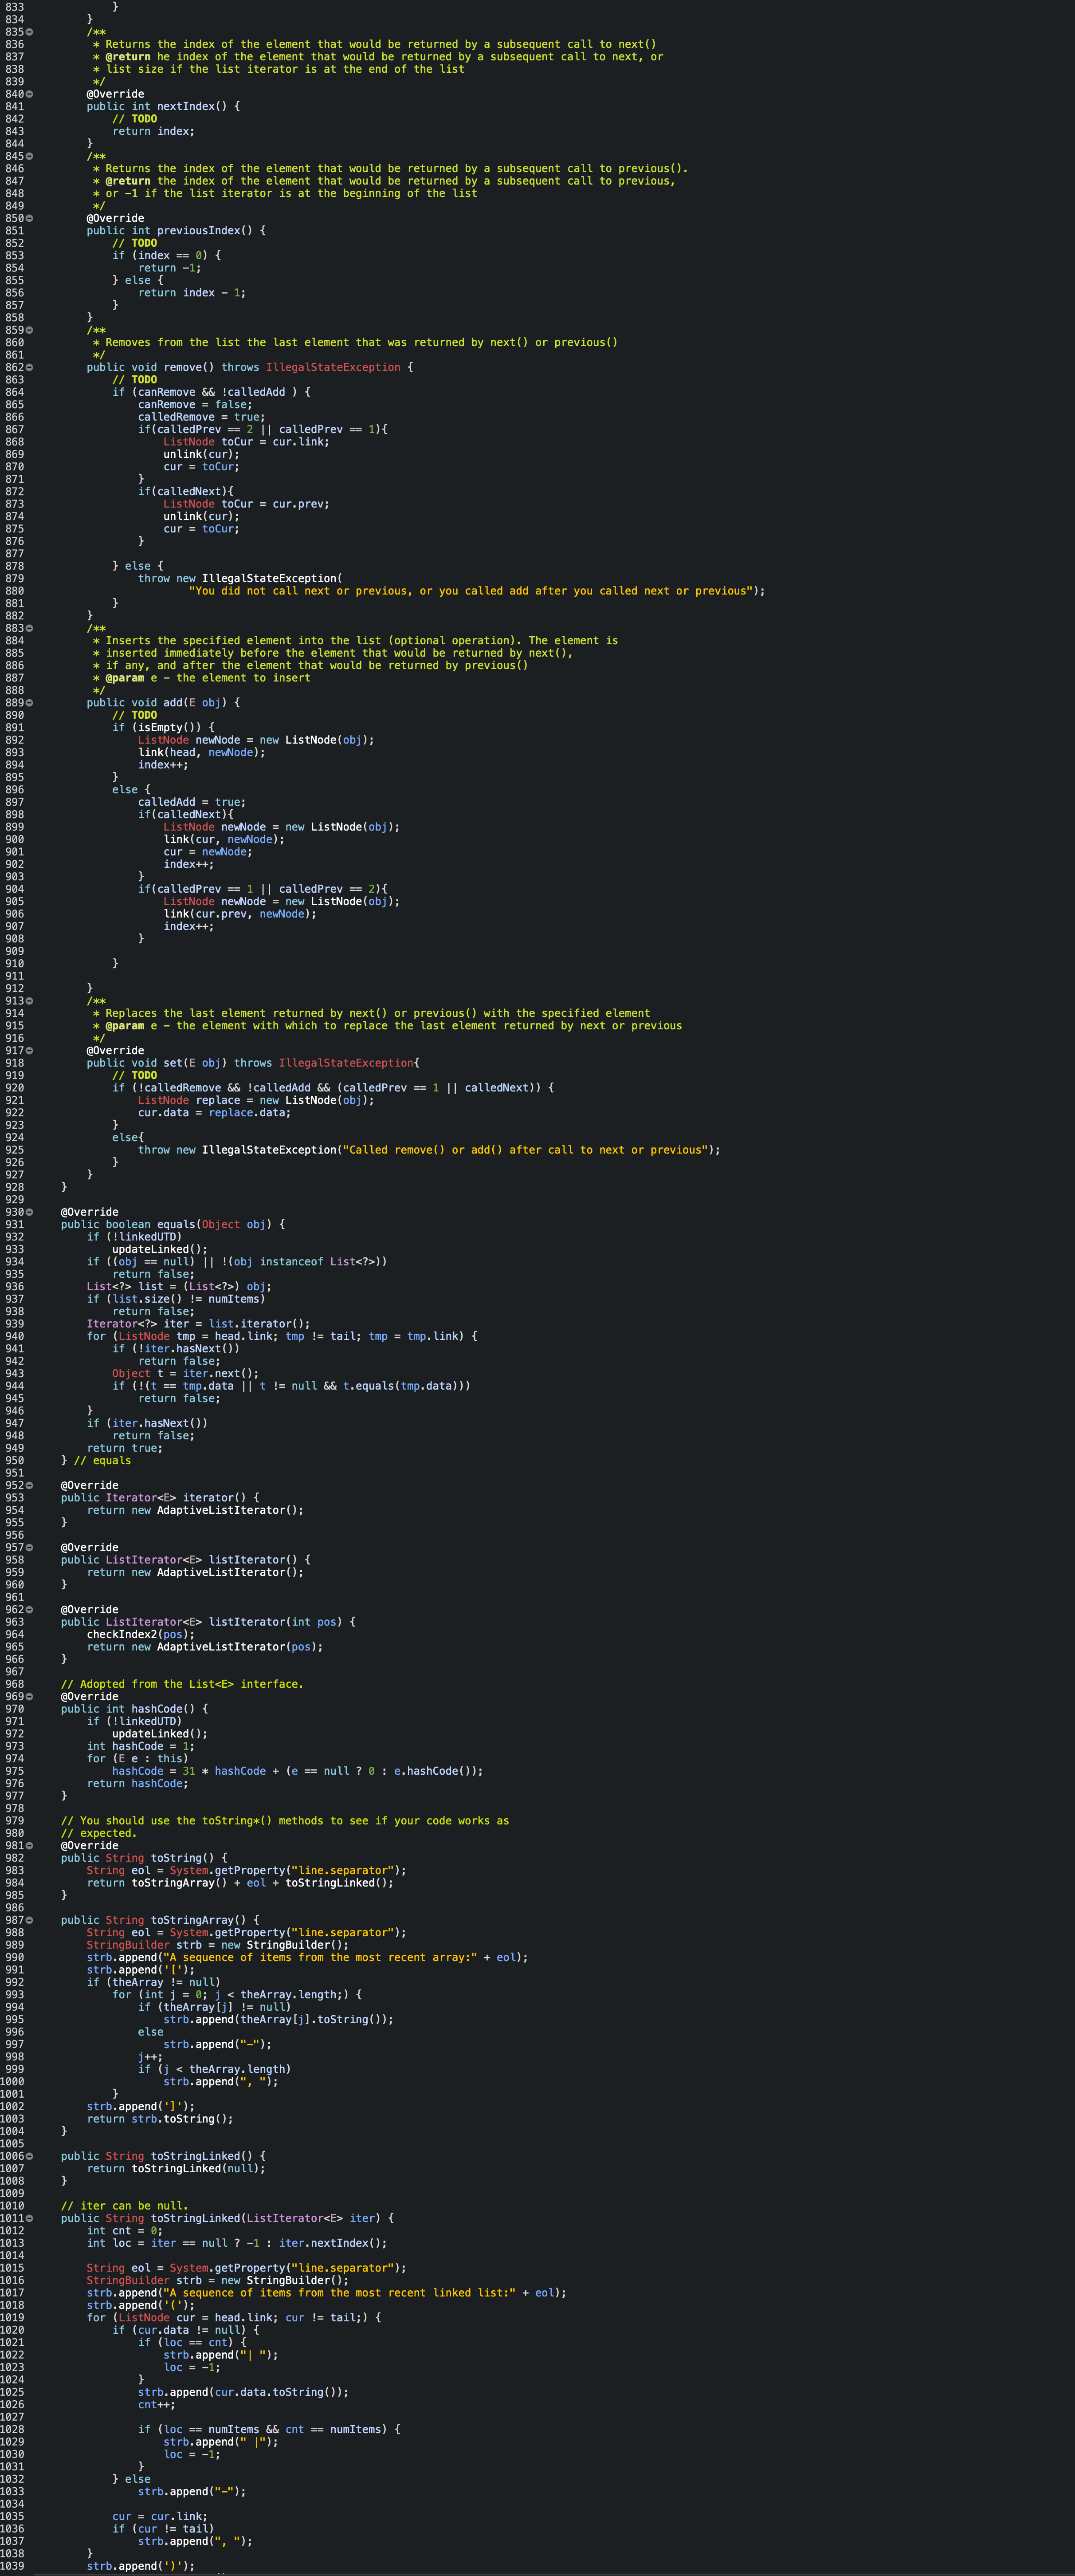 833             }
834         }
835         /**
836          * Returns the index of the element that would be returned by a subsequent call to next()
837          * @return he index of the element that would be returned by a subsequent call to next, or
838          * list size if the list iterator is at the end of the list
839          */
840         @Override
841         public int nextIndex() {
842             // TODO
843             return index;
844         }
845         /**
846          * Returns the index of the element that would be returned by a subsequent call to previous().
847          * @return the index of the element that would be returned by a subsequent call to previous,
848          * or -1 if the list iterator is at the beginning of the list
849          */
850         @Override
851         public int previousIndex() {
852             // TODO
853             if (index == 0) {
854                 return -1;
855             } else {
856                 return index - 1;
857             }
858         }
859         /**
860          * Removes from the list the last element that was returned by next() or previous()
861          */
862         public void remove() throws IllegalStateException {
863             // TODO
864             if (canRemove && !calledAdd ) {
865                 canRemove = false;
866                 calledRemove = true;
867                 if(calledPrev == 2 || calledPrev == 1){
868                     ListNode toCur = cur.link;
869                     unlink(cur);
870                     cur = toCur;
871                 }
872                 if(calledNext){
873                     ListNode toCur = cur.prev;
874                     unlink(cur);
875                     cur = toCur;
876                 }
877
878             } else {
879                 throw new IllegalStateException(
880                         "You did not call next or previous, or you called add after you called next or previous");
881             }
882         }
883         /**
884          * Inserts the specified element into the list (optional operation). The element is
885          * inserted immediately before the element that would be returned by next(),
886          * if any, and after the element that would be returned by previous()
887          * @param e - the element to insert
888          */
889         public void add(E obj) {
890             // TODO
891             if (isEmpty()) {
892                 ListNode newNode = new ListNode(obj);
893                 link(head, newNode);
894                 index++;
895             }
896             else {
897                 calledAdd = true;
898                 if(calledNext){
899                     ListNode newNode = new ListNode(obj);
900                     link(cur, newNode);
901                     cur = newNode;
902                     index++;
903                 }
904                 if(calledPrev == 1 || calledPrev == 2){
905                     ListNode newNode = new ListNode(obj);
906                     link(cur.prev, newNode);
907                     index++;
908                 }
909
910             }
911
912         }
913         /**
914          * Replaces the last element returned by next() or previous() with the specified element
915          * @param e - the element with which to replace the last element returned by next or previous
916          */
917         @Override
918         public void set(E obj) throws IllegalStateException{
919             // TODO
920             if (!calledRemove && !calledAdd && (calledPrev == 1 || calledNext)) {
921                 ListNode replace = new ListNode(obj);
922                 cur.data = replace.data;
923             }
924             else{
925                 throw new IllegalStateException("Called remove() or add() after call to next or previous");
926             }
927         }
928     }
929
930     @Override
931     public boolean equals(Object obj) {
932         if (!linkedUTD)
933             updateLinked();
934         if ((obj == null) || !(obj instanceof List<?>))
935             return false;
936         List<?> list = (List<?>) obj;
937         if (list.size() != numItems)
938             return false;
939         Iterator<?> iter = list.iterator();
940         for (ListNode tmp = head.link; tmp != tail; tmp = tmp.link) {
941             if (!iter.hasNext())
942                 return false;
943             Object t = iter.next();
944             if (!(t == tmp.data || t != null && t.equals(tmp.data)))
945                 return false;
946         }
947         if (iter.hasNext())
948             return false;
949         return true;
950     } // equals
951
952     @Override
953     public Iterator<E> iterator() {
954         return new AdaptiveListIterator();
955     }
956
957     @Override
958     public ListIterator<E> listIterator() {
959         return new AdaptiveListIterator();
960     }
961
962     @Override
963     public ListIterator<E> listIterator(int pos) {
964         checkIndex2(pos);
965         return new AdaptiveListIterator(pos);
966     }
967
968     // Adopted from the List<E> interface.
969     @Override
970     public int hashCode() {
971         if (!linkedUTD)
972             updateLinked();
973         int hashCode = 1;
974         for (E e : this)
975             hashCode = 31 * hashCode + (e == null ? 0 : e.hashCode());
976         return hashCode;
977     }
978
979     // You should use the toString*() methods to see if your code works as
980     // expected.
981     @Override
982     public String toString() {
983         String eol = System.getProperty("line.separator");
984         return toStringArray() + eol + toStringLinked();
985     }
986
987     public String toStringArray() {
988         String eol = System.getProperty("line.separator");
989         StringBuilder strb = new StringBuilder();
990         strb.append("A sequence of items from the most recent array:" + eol);
991         strb.append('[');
992         if (theArray != null)
993             for (int j = 0; j < theArray.length;) {
994                 if (theArray[j] != null)
995                     strb.append(theArray[j].toString());
996                 else
997                     strb.append("-");
998                 j++;
999                 if (j < theArray.length)
1000                     strb.append(", ");
1001             }
1002         strb.append(']');
1003         return strb.toString();
1004     }
1005
1006     public String toStringLinked() {
1007         return toStringLinked(null);
1008     }
1009
1010     // iter can be null.
1011     public String toStringLinked(ListIterator<E> iter) {
1012         int cnt = 0;
1013         int loc = iter == null ? -1 : iter.nextIndex();
1014
1015         String eol = System.getProperty("line.separator");
1016         StringBuilder strb = new StringBuilder();
1017         strb.append("A sequence of items from the most recent linked list:" + eol);
1018         strb.append('(');
1019         for (ListNode cur = head.link; cur != tail;) {
1020             if (cur.data != null) {
1021                 if (loc == cnt) {
1022                     strb.append("| ");
1023                     loc = -1;
1024                 }
1025                 strb.append(cur.data.toString());
1026                 cnt++;
1027
1028                 if (loc == numItems && cnt == numItems) {
1029                     strb.append(" |");
1030                     loc = -1;
1031                 }
1032             } else
1033                 strb.append("-");
1034
1035             cur = cur.link;
1036             if (cur != tail)
1037                 strb.append(", ");
1038         }
1039         strb.append(')');